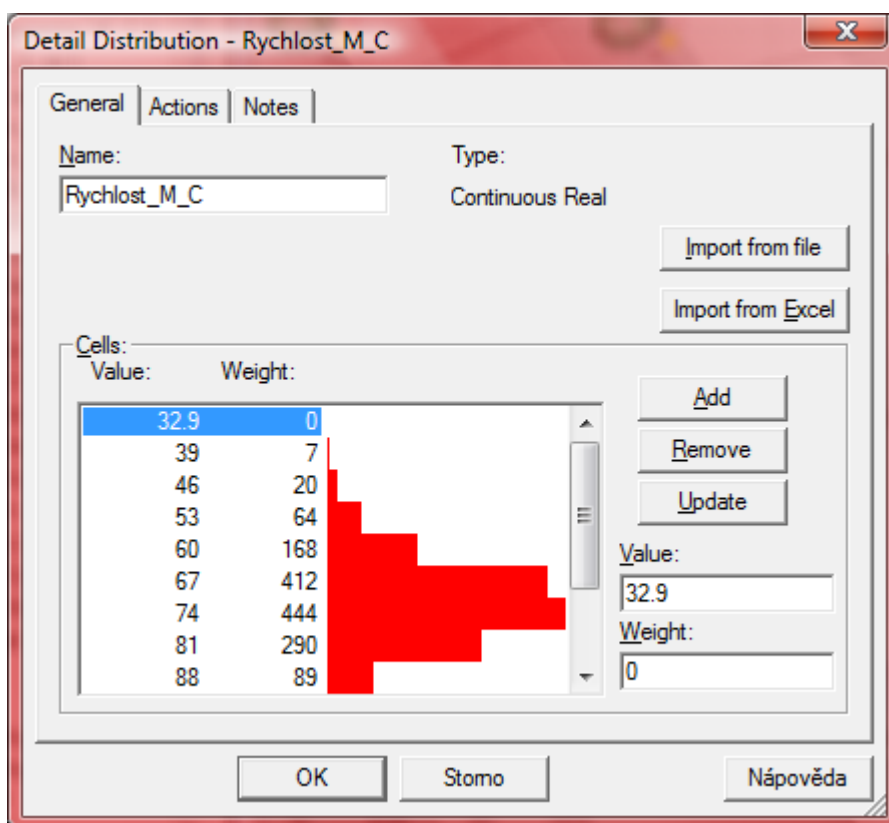 Detail Distribution - Rychlost_M_C
General Actions Notes
Name: Type:
Rychlost_M_C Continuous Real
Import from file
Import from Excel
Cells:
Value: Weight:
32.9 0
39 7
46 20
53 64
60 168
67 412
74 444
81 290
88 89
Add
Remove
Update
Value:
32.9
Weight:
0
OK Storno Nápověda